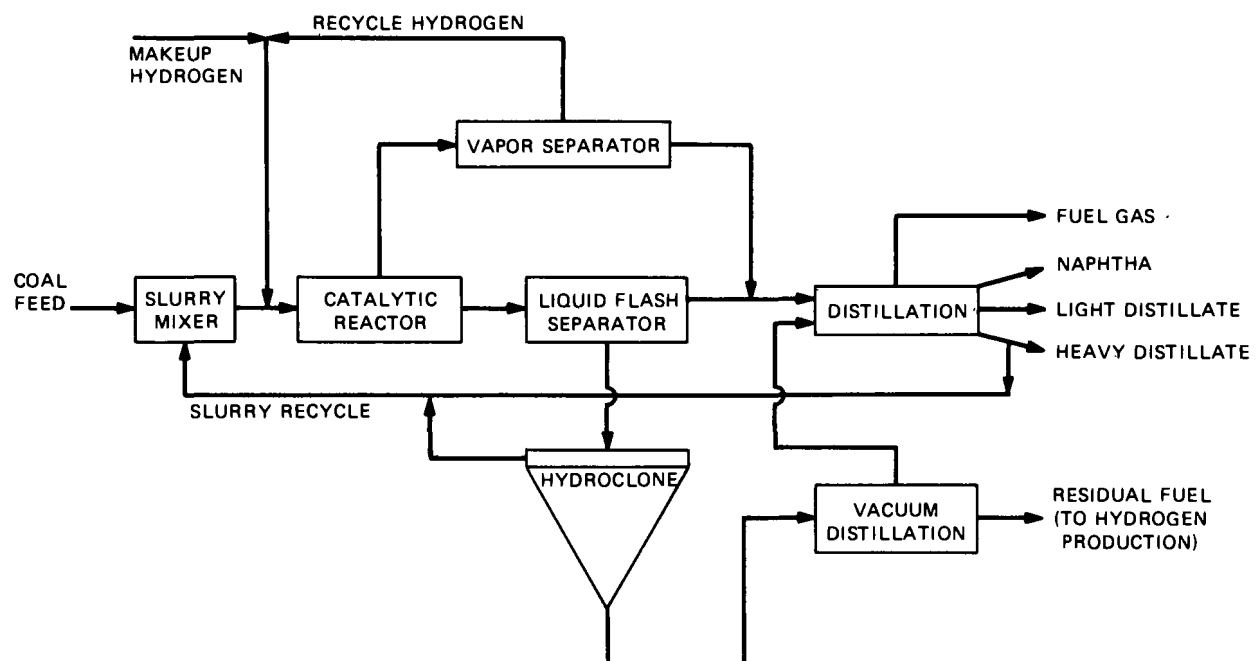 RECYCLE HYDROGEN
MAKEUP
HYDROGEN
VAPOR SEPARATOR
FUEL GAS
COAL
FEED
SLURRY
MIXER
CATALYTIC
REACTOR
LIQUID FLASH
SEPARATOR
DISTILLATION
NAPHTHA
LIGHT DISTILLATE
HEAVY DISTILLATE
SLURRY RECYCLE
HYDROCLONE
VACUUM
DISTILLATION
RESIDUAL FUEL
(TO HYDROGEN
PRODUCTION)